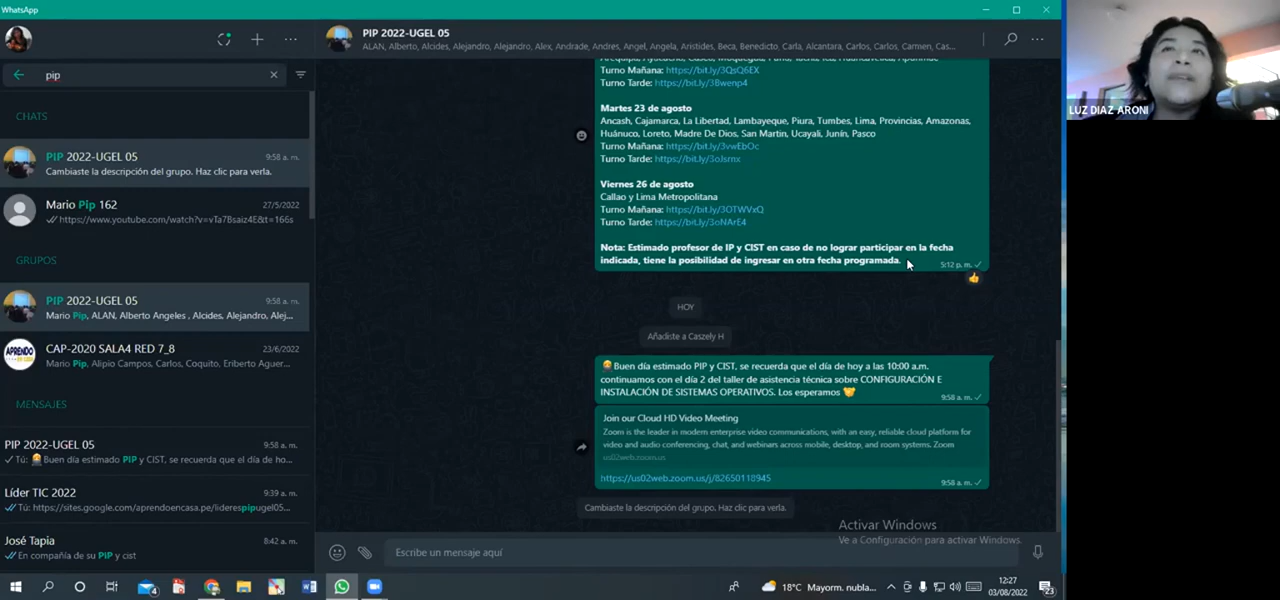 WhatsApp
pip
CHATS
PIP 2022-UGEL 05
9:58 a. m.
Cambiaste la descripción del grupo. Haz clic para verla.
Mario Pip 162
27/5/2022
https://www.youtube.com/watch?v=vTa7Bsaiz4E&t=166s
GRUPOS
PIP 2022-UGEL 05
9:58 a. m.
Mario Pip, ALAN, Alberto Angeles , Alcides, Alejandro, Alej...
APRENDO
CAP-2020 SALA4 RED 7_8
23/6/2022
Mario Pip, Alipio Campos, Carlos, Coquito, Eriberto Aguer...
MENSAJES
PIP 2022-UGEL 05
9:58 a. m.
Tú: Buen día estimado PIP y CIST, se recuerda que el día de ho...
Líder TIC 2022
9:39 a. m.
Tú: https://sites.google.com/aprendoencasa.pe/liderespipugel05...
José Tapia
8:42 a. m.
En compañía de su PIP y cist
PIP 2022-UGEL 05
ALAN, Alberto, Alcides, Alejandro, Alejandro, Alex, Andrade, Andres, Angel, Angela, Aristides, Beca, Benedicto, Carla, Alcantara, Carlos, Carlos, Carmen, Cas...
Turno Mañana: https://bit.ly/3QsQ6EX
Turno Tarde: https://bit.ly/3Bwenp4
Martes 23 de agosto
Ancash, Cajamarca, La Libertad, Lambayeque, Piura, Tumbes, Lima, Provincias, Amazonas,
Huánuco, Loreto, Madre De Dios, San Martin, Ucayali, Junín, Pasco
Turno Mañana: https://bit.ly/3vwEbOc
Turno Tarde: https://bit.ly/3oJsrnx
Viernes 26 de agosto
Callao y Lima Metropolitana
Turno Mañana: https://bit.ly/3OTWVxQ
Turno Tarde: https://bit.ly/3oNArE4
Nota: Estimado profesor de IP y CIST en caso de no lograr participar en la fecha
indicada, tiene la posibilidad de ingresar en otra fecha programada.
5:12 p. m.
HOY
Añadiste a Caszely H
Buen día estimado PIP y CIST, se recuerda que el día de hoy a las 10:00 a.m.
continuamos con el día 2 del taller de asistencia técnica sobre CONFIGURACIÓN E
INSTALACIÓN DE SISTEMAS OPERATIVOS. Los esperamos
9:58 a. m.
Join our Cloud HD Video Meeting
Zoom is the leader in modern enterprise video communications, with an easy, reliable cloud platform for
video and audio conferencing, chat, and webinars across mobile, desktop, and room systems. Zoom
us02web.zoom.us
https://us02web.zoom.us/j/82650118945
9:58 a. m.
Cambiaste la descripción del grupo. Haz clic para verla.
Activar Windows
Ve a Configuración para activar Windows.
Escribe un mensaje aquí
LUZ DIAZ ARONI
18°C Mayorm. nubla...
12:27
03/08/2022
23